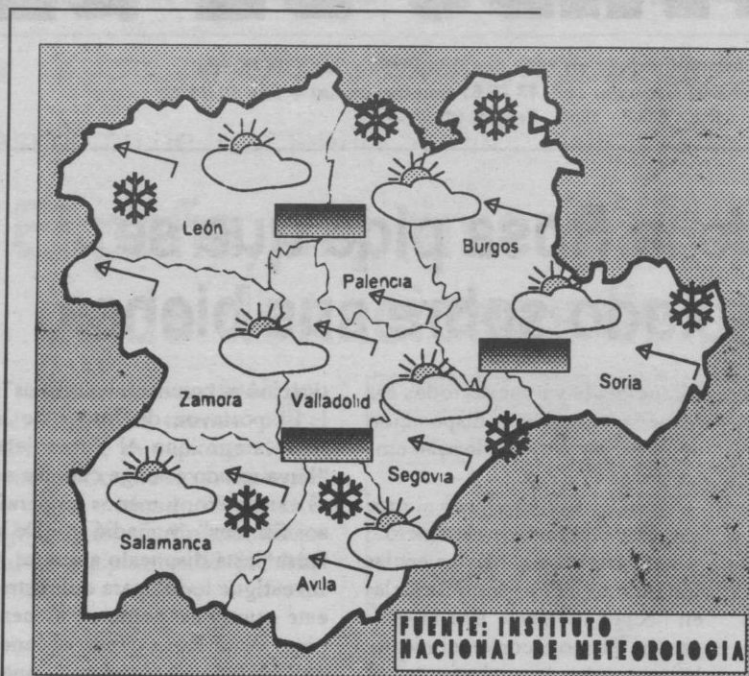 León
Burgos
Palencia
Zamora
Valladolid
Soria
Segovia
Salamanca
Avila
FUENTE: INSTITUTO
NACIONAL DE METEOROLOGIA